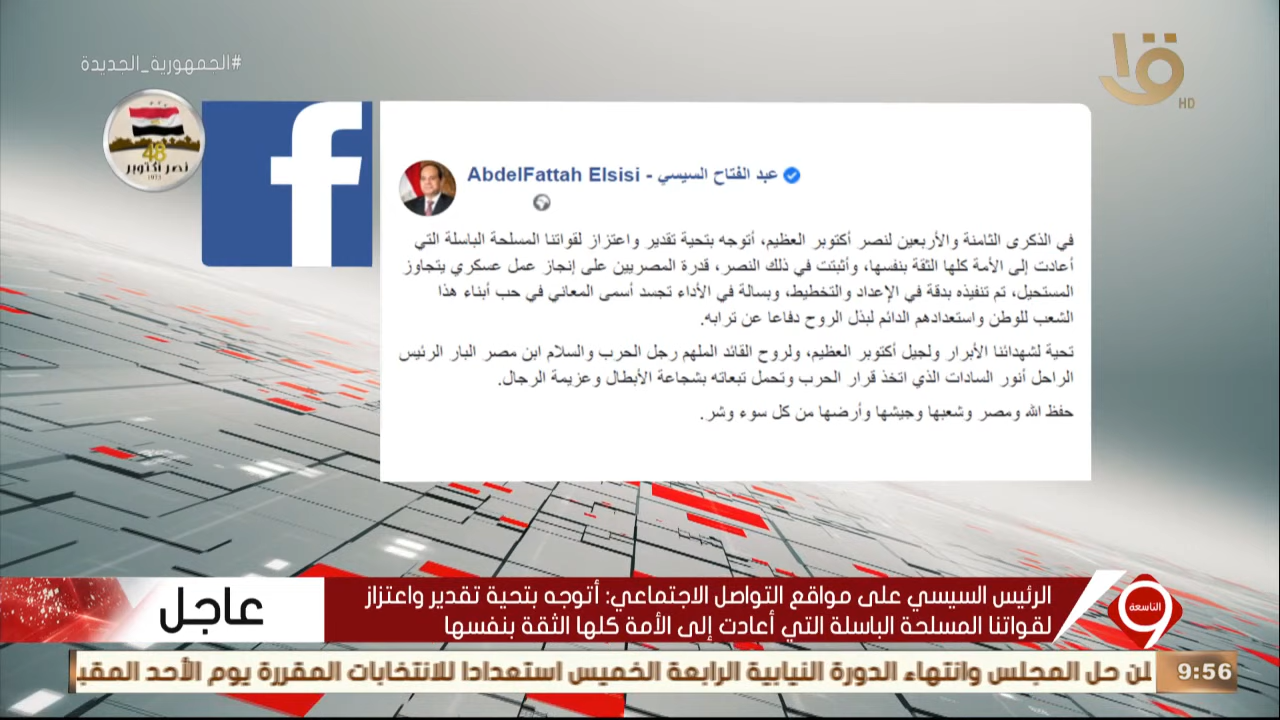 #الجمهورية_الجديدة
HD
48
نصر أكتوبر
1973
AbdelFattah Elsisi - عبد الفتاح السيسي
في الذكرى الثامنة والأربعين لنصر أكتوبر العظيم، أتوجه بتحية تقدير واعتزاز لقواتنا المسلحة الباسلة التي
أعادت إلى الأمة كلها الثقة بنفسها، وأثبتت في ذلك النصر، قدرة المصريين على إنجاز عمل عسكري يتجاوز
المستحيل، تم تنفيذه بدقة في الإعداد والتخطيط، وبسالة في الأداء تجسد أسمى المعاني في حب أبناء هذا
الشعب للوطن واستعدادهم الدائم لبذل الروح دفاعا عن ترابه.
تحية لشهدائنا الأبرار ولجيل أكتوبر العظيم، ولروح القائد الملهم رجل الحرب والسلام ابن مصر البار الرئيس
الراحل أنور السادات الذي اتخذ قرار الحرب وتحمل تبعاته بشجاعة الأبطال وعزيمة الرجال.
حفظ الله ومصر وشعبها وجيشها وأرضها من كل سوء وشر.
الرئيس السيسي على مواقع التواصل الاجتماعي: أتوجه بتحية تقدير واعتزاز
لقواتنا المسلحة الباسلة التي أعادت إلى الأمة كلها الثقة بنفسها
عاجل
التاسعة
9:56
حل المجلس وانتهاء الدورة النيابية الرابعة الخميس استعدادا للانتخابات المقررة يوم الأحد